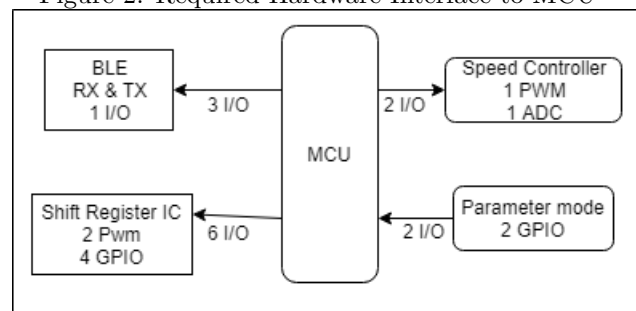 Figure 2: Required Hardware Interface to MCU
BLE
RX & TX
1 I/O
3 I/O
MCU
2 I/O
Speed Controller
1 PWM
1 ADC
Shift Register IC
2 Pwm
4 GPIO
6 I/O
2 I/O
Parameter mode
2 GPIO